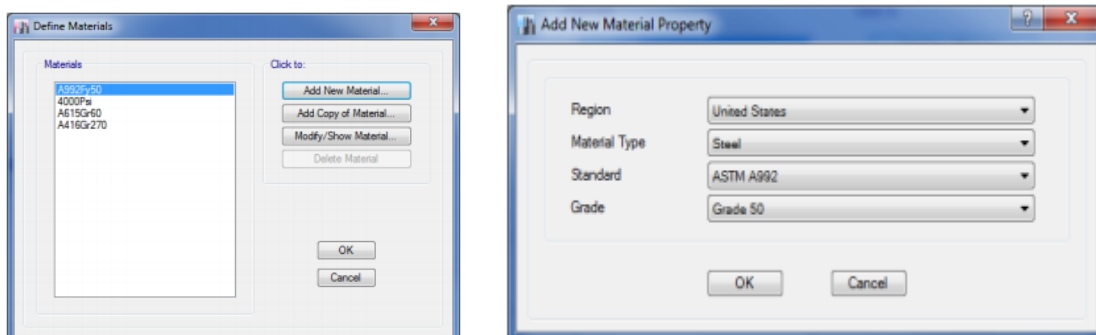 Define Materials
Materials
A992Fy50
4000Psi
A615Gr60
A416Gr270
Click to:
Add New Material...
Add Copy of Material...
Modify/Show Material...
Delete Material
OK
Cancel
Add New Material Property
Region United States
Material Type Steel
Standard ASTM A992
Grade Grade 50
OK Cancel